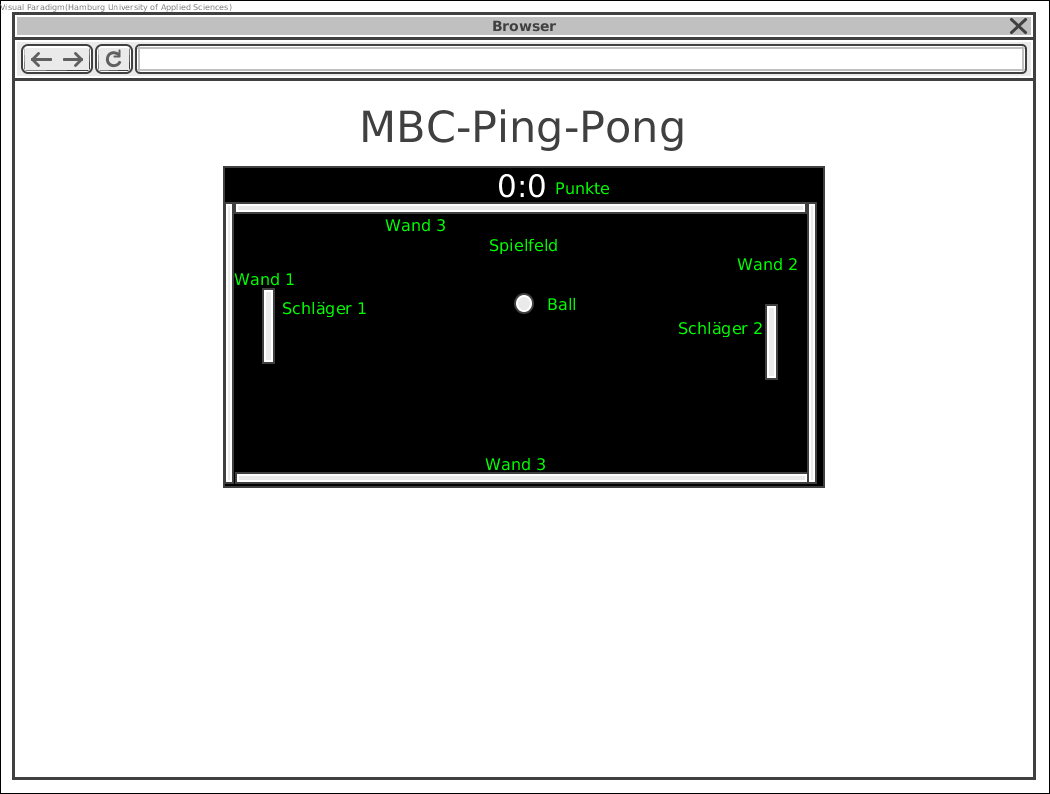 Visual Paradigm(Hamburg University of Applied Sciences)
Browser
MBC-Ping-Pong
0:0 Punkte
Wand 3
Spielfeld
Wand 2
Wand 1
Schläger 1
Ball
Schläger 2
Wand 3